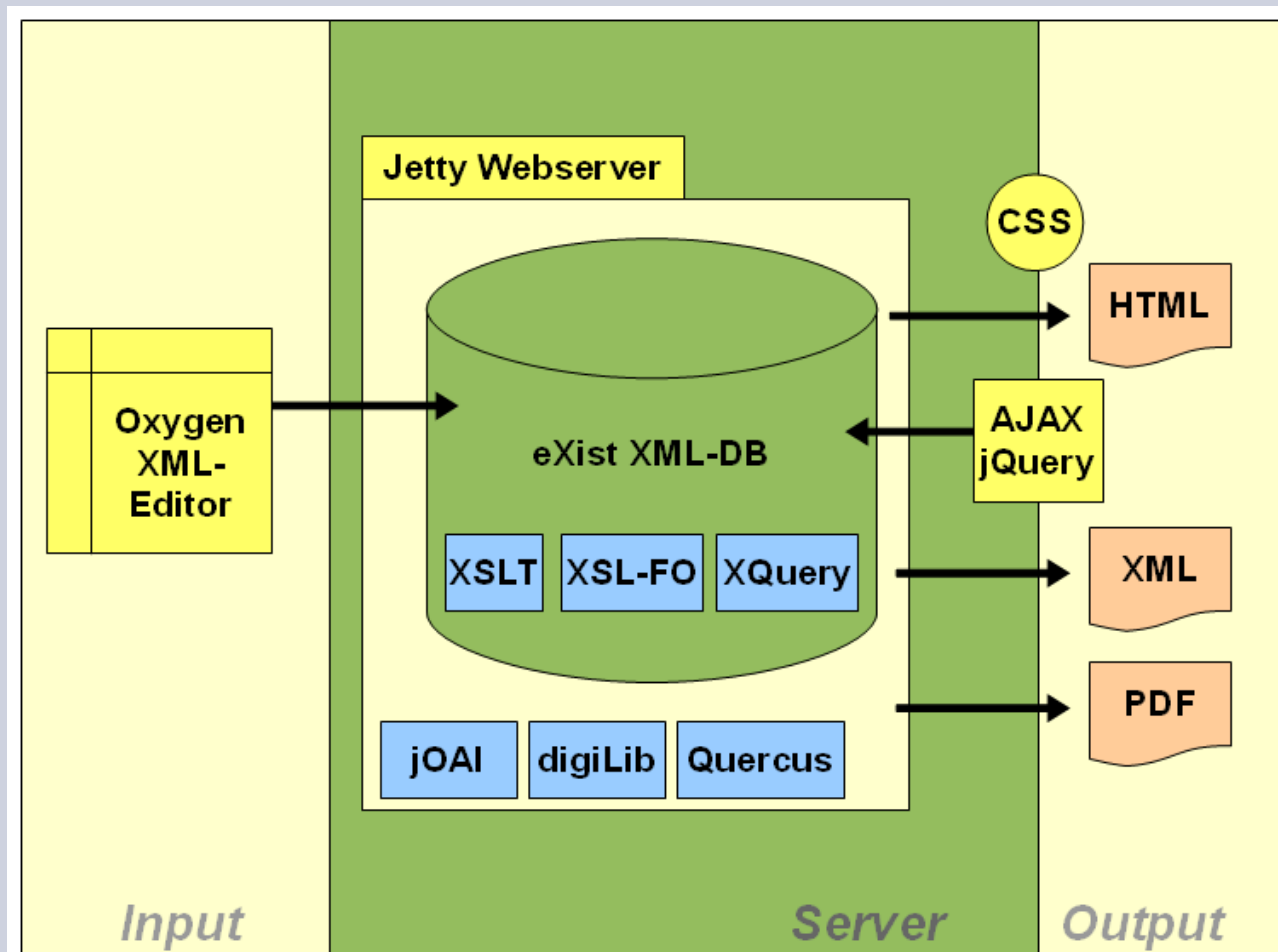 Jetty Webserver
CSS
HTML
Oxygen
XML-
Editor
eXist XML-DB
AJAX
jQuery
XSLT
XSL-FO
XQuery
XML
PDF
jOAI
digiLib
Quercus
Input
Server
Output